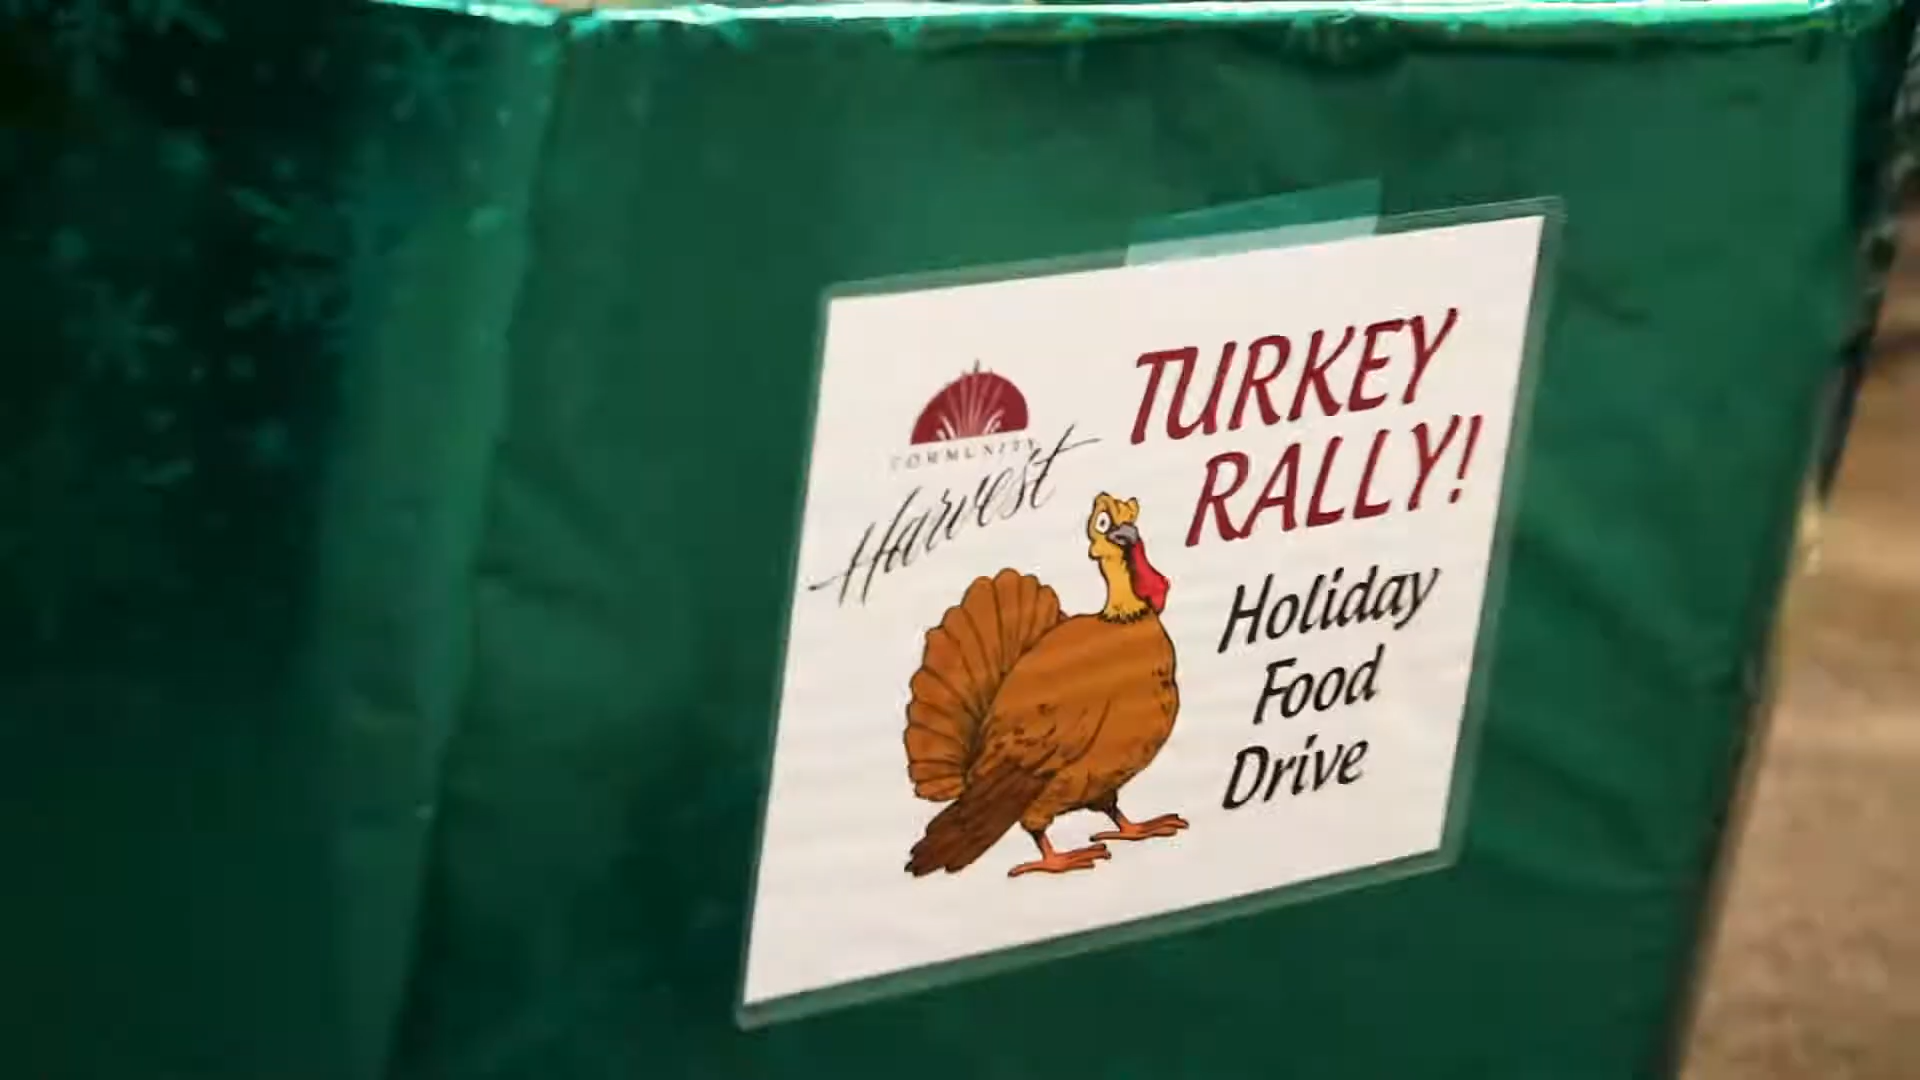 COMMUNITY
Harvest
TURKEY
RALLY!
Holiday
Food
Drive